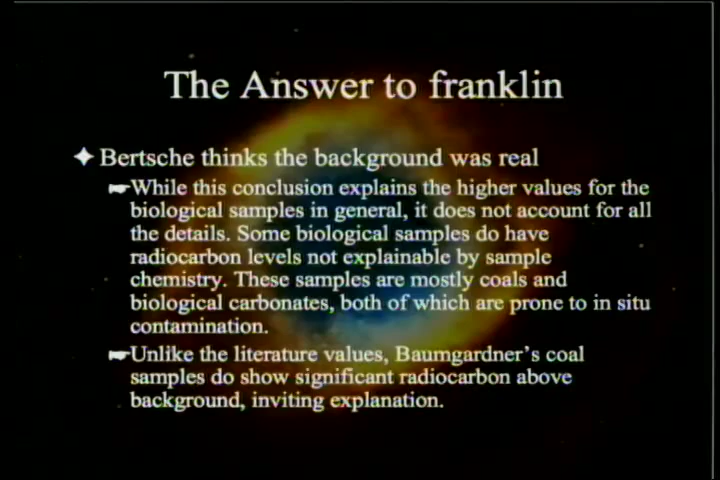 The Answer to franklin
Bertsche thinks the background was real
While this conclusion explains the higher values for the
biological samples in general, it does not account for all
the details. Some biological samples do have
radiocarbon levels not explainable by sample
chemistry. These samples are mostly coals and
biological carbonates, both of which are prone to in situ
contamination.
Unlike the literature values, Baumgardner's coal
samples do show significant radiocarbon above
background, inviting explanation.